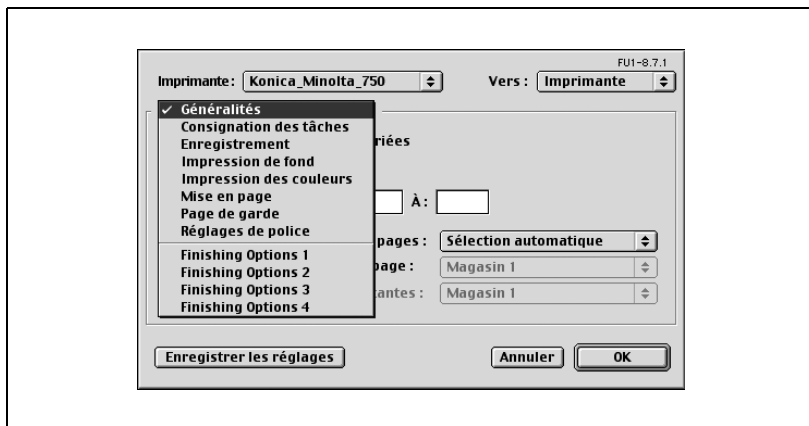 FU1-8.7.1
Imprimante : Konica_Minolta_750 Vers : Imprimante
✓ Généralités
Consignation des tâches
Enregistrement
riées
Impression de fond
Impression des couleurs
Mise en page
À :
Page de garde
Réglages de police
pages : Sélection automatique
Finishing Options 1
Finishing Options 2
page : Magasin 1
Finishing Options 3
antes : Magasin 1
Finishing Options 4
Enregistrer les réglages Annuler OK